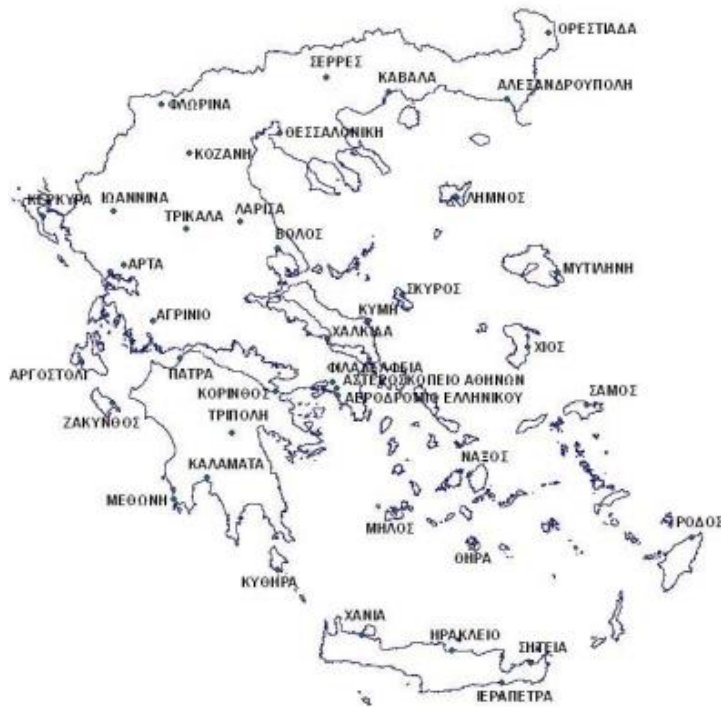 ΟΡΕΣΤΙΑΔΑ
ΣΕΡΡΕΣ
ΚΑΒΑΛΑ
ΑΛΕΞΑΝΔΡΟΥΠΟΛΗ
ΦΛΩΡΙΝΑ
ΘΕΣΣΑΛΟΝΙΚΗ
ΚΟΖΑΝΗ
ΚΕΡΚΥΡΑ
ΙΩΑΝΝΙΝΑ
ΛΗΜΝΟΣ
ΤΡΙΚΑΛΑ
ΛΑΡΙΣΑ
ΒΟΛΟΣ
ΑΡΤΑ
ΜΥΤΙΛΗΝΗ
ΣΚΥΡΟΣ
ΚΥΜΗ
ΑΓΡΙΝΙΟ
ΧΑΛΚΙΔΑ
ΧΙΟΣ
ΑΡΓΟΣΤΟΛΙ
ΠΑΤΡΑ
ΦΙΛΑΔΕΛΦΕΙΑ
ΑΣΤΕΡΟΣΚΟΠΕΙΟ ΑΘΗΝΩΝ
ΚΟΡΙΝΘΟΣ
ΑΕΡΟΔΡΟΜΙΟ ΕΛΛΗΝΙΚΟΥ
ΣΑΜΟΣ
ΖΑΚΥΝΘΟΣ
ΤΡΙΠΟΛΗ
ΝΑΞΟΣ
ΚΑΛΑΜΑΤΑ
ΜΕΘΩΝΗ
ΜΗΛΟΣ
ΡΟΔΟΣ
ΘΗΡΑ
ΚΥΘΗΡΑ
ΧΑΝΙΑ
ΗΡΑΚΛΕΙΟ
ΣΗΤΕΙΑ
ΙΕΡΑΠΕΤΡΑ